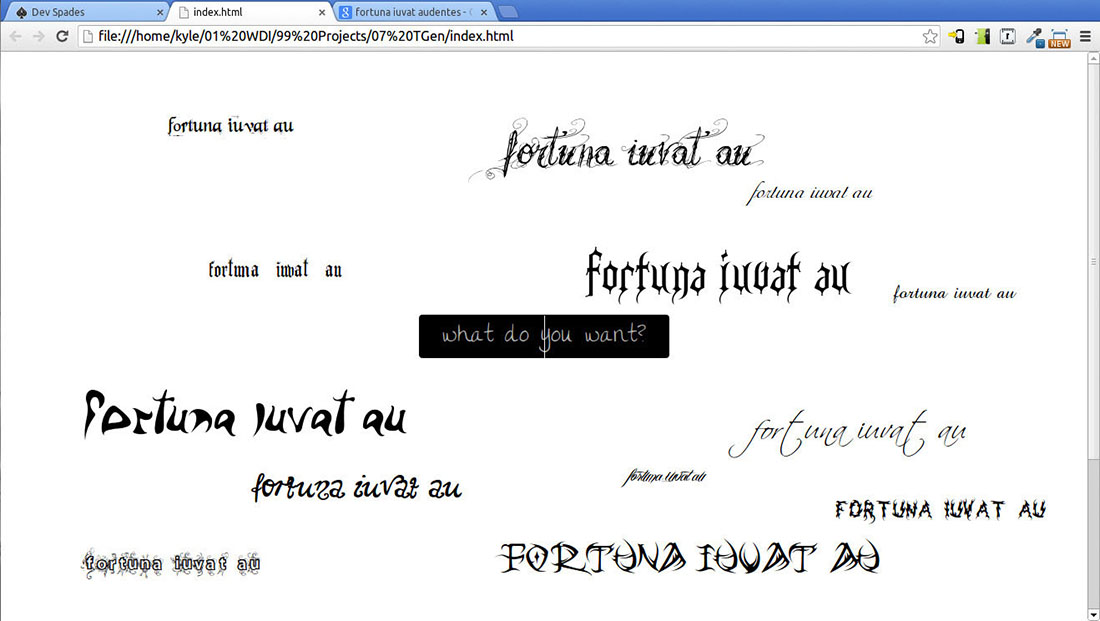 Dev Spades
index.html
fortuna iuvat audentes -
file:///home/kyle/01%20WDI/99%20Projects/07%20TGen/index.html
NEW
fortuna iuvat au
fortuna iuvat au
fortuna iuvat au
fortuna iuvat au
fortuna iuvat au
fortuna iuvat au
what do you want?
fortuna iuvat au
fortuna iuvat au
fortuna iuvat au
fortuna iuvat au
FORTUNA IUVAT AU
fortuna iuvat au
FORTUNA IUVAT AU